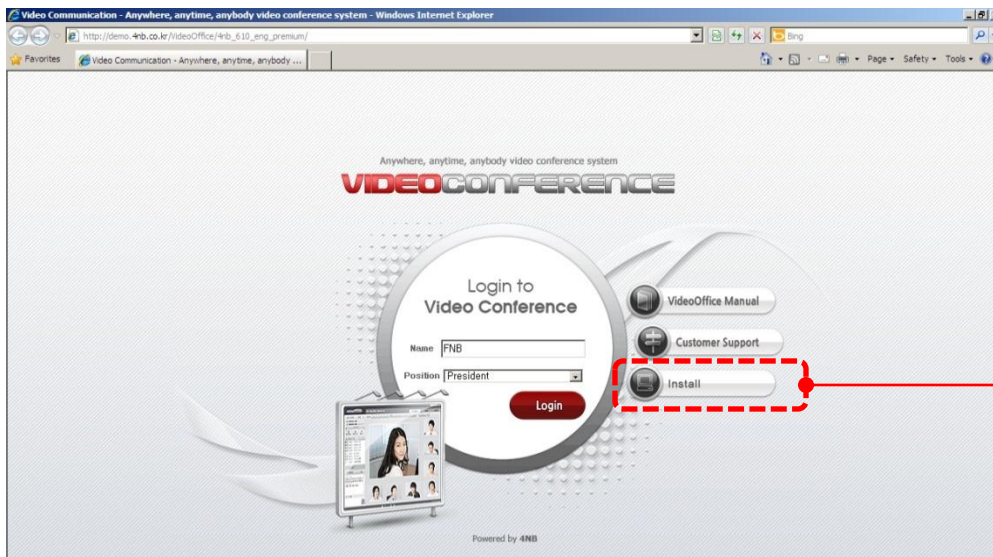 Video Communication - Anywhere, anytime, anybody video conference system - Windows Internet Explorer
http://demo.4nb.co.kr/VideoOffice/4nb_610_eng_premium/
Bing
Favorites
Video Communication - Anywhere, anytime, anybody ...
Page
Safety
Tools
Anywhere, anytime, anybody video conference system
VIDEOCONFERENCE
Login to
Video Conference
Name FNB
Position President
Login
VideoOffice Manual
Customer Support
Install
Powered by 4NB